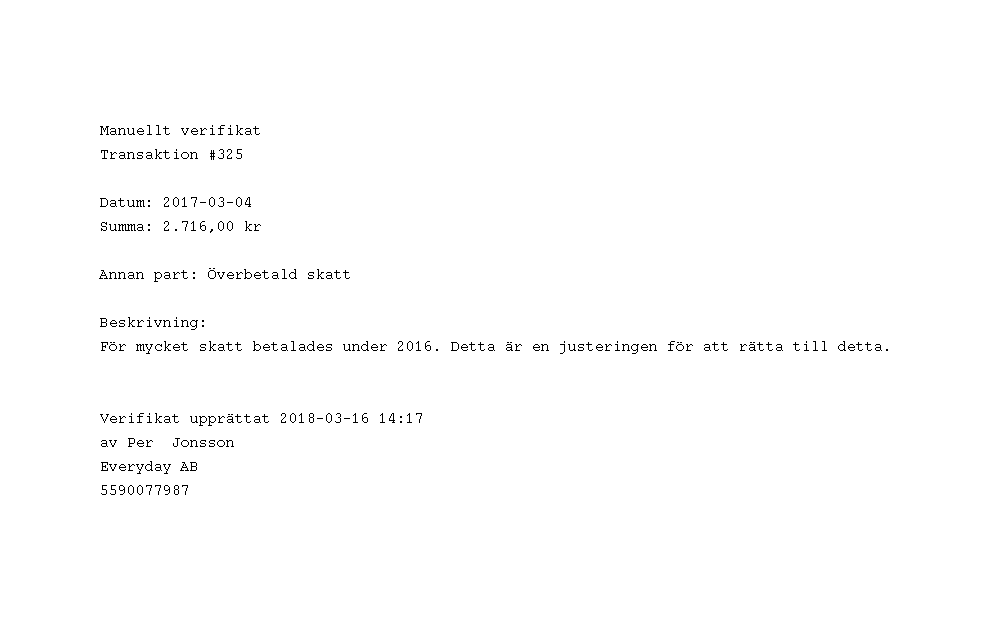 Manuellt verifikat
Transaktion #325
Datum: 2017-03-04
Summa: 2.716,00 kr
Annan part: Överbetald skatt
Beskrivning:
För mycket skatt betalades under 2016. Detta är en justeringen för att rätta till detta.
Verifikat upprättat 2018-03-16 14:17
av Per  Jonsson
Everyday AB
5590077987